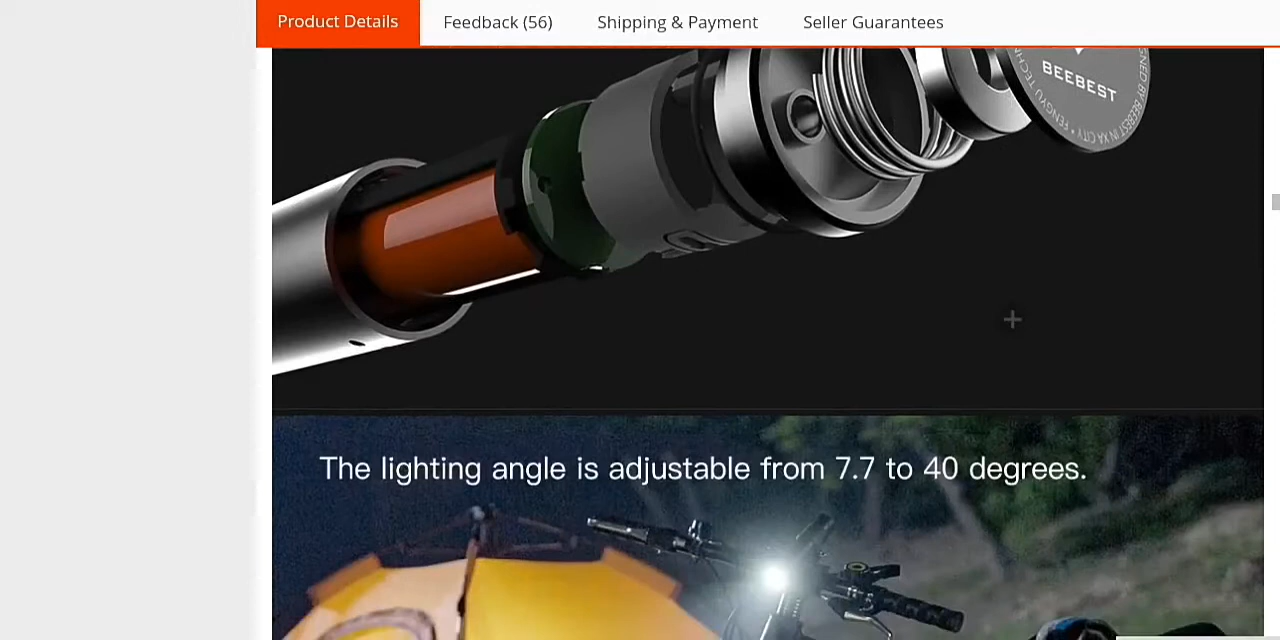 Product Details Feedback (56) Shipping & Payment Seller Guarantees
BEEBEST
The lighting angle is adjustable from 7.7 to 40 degrees.